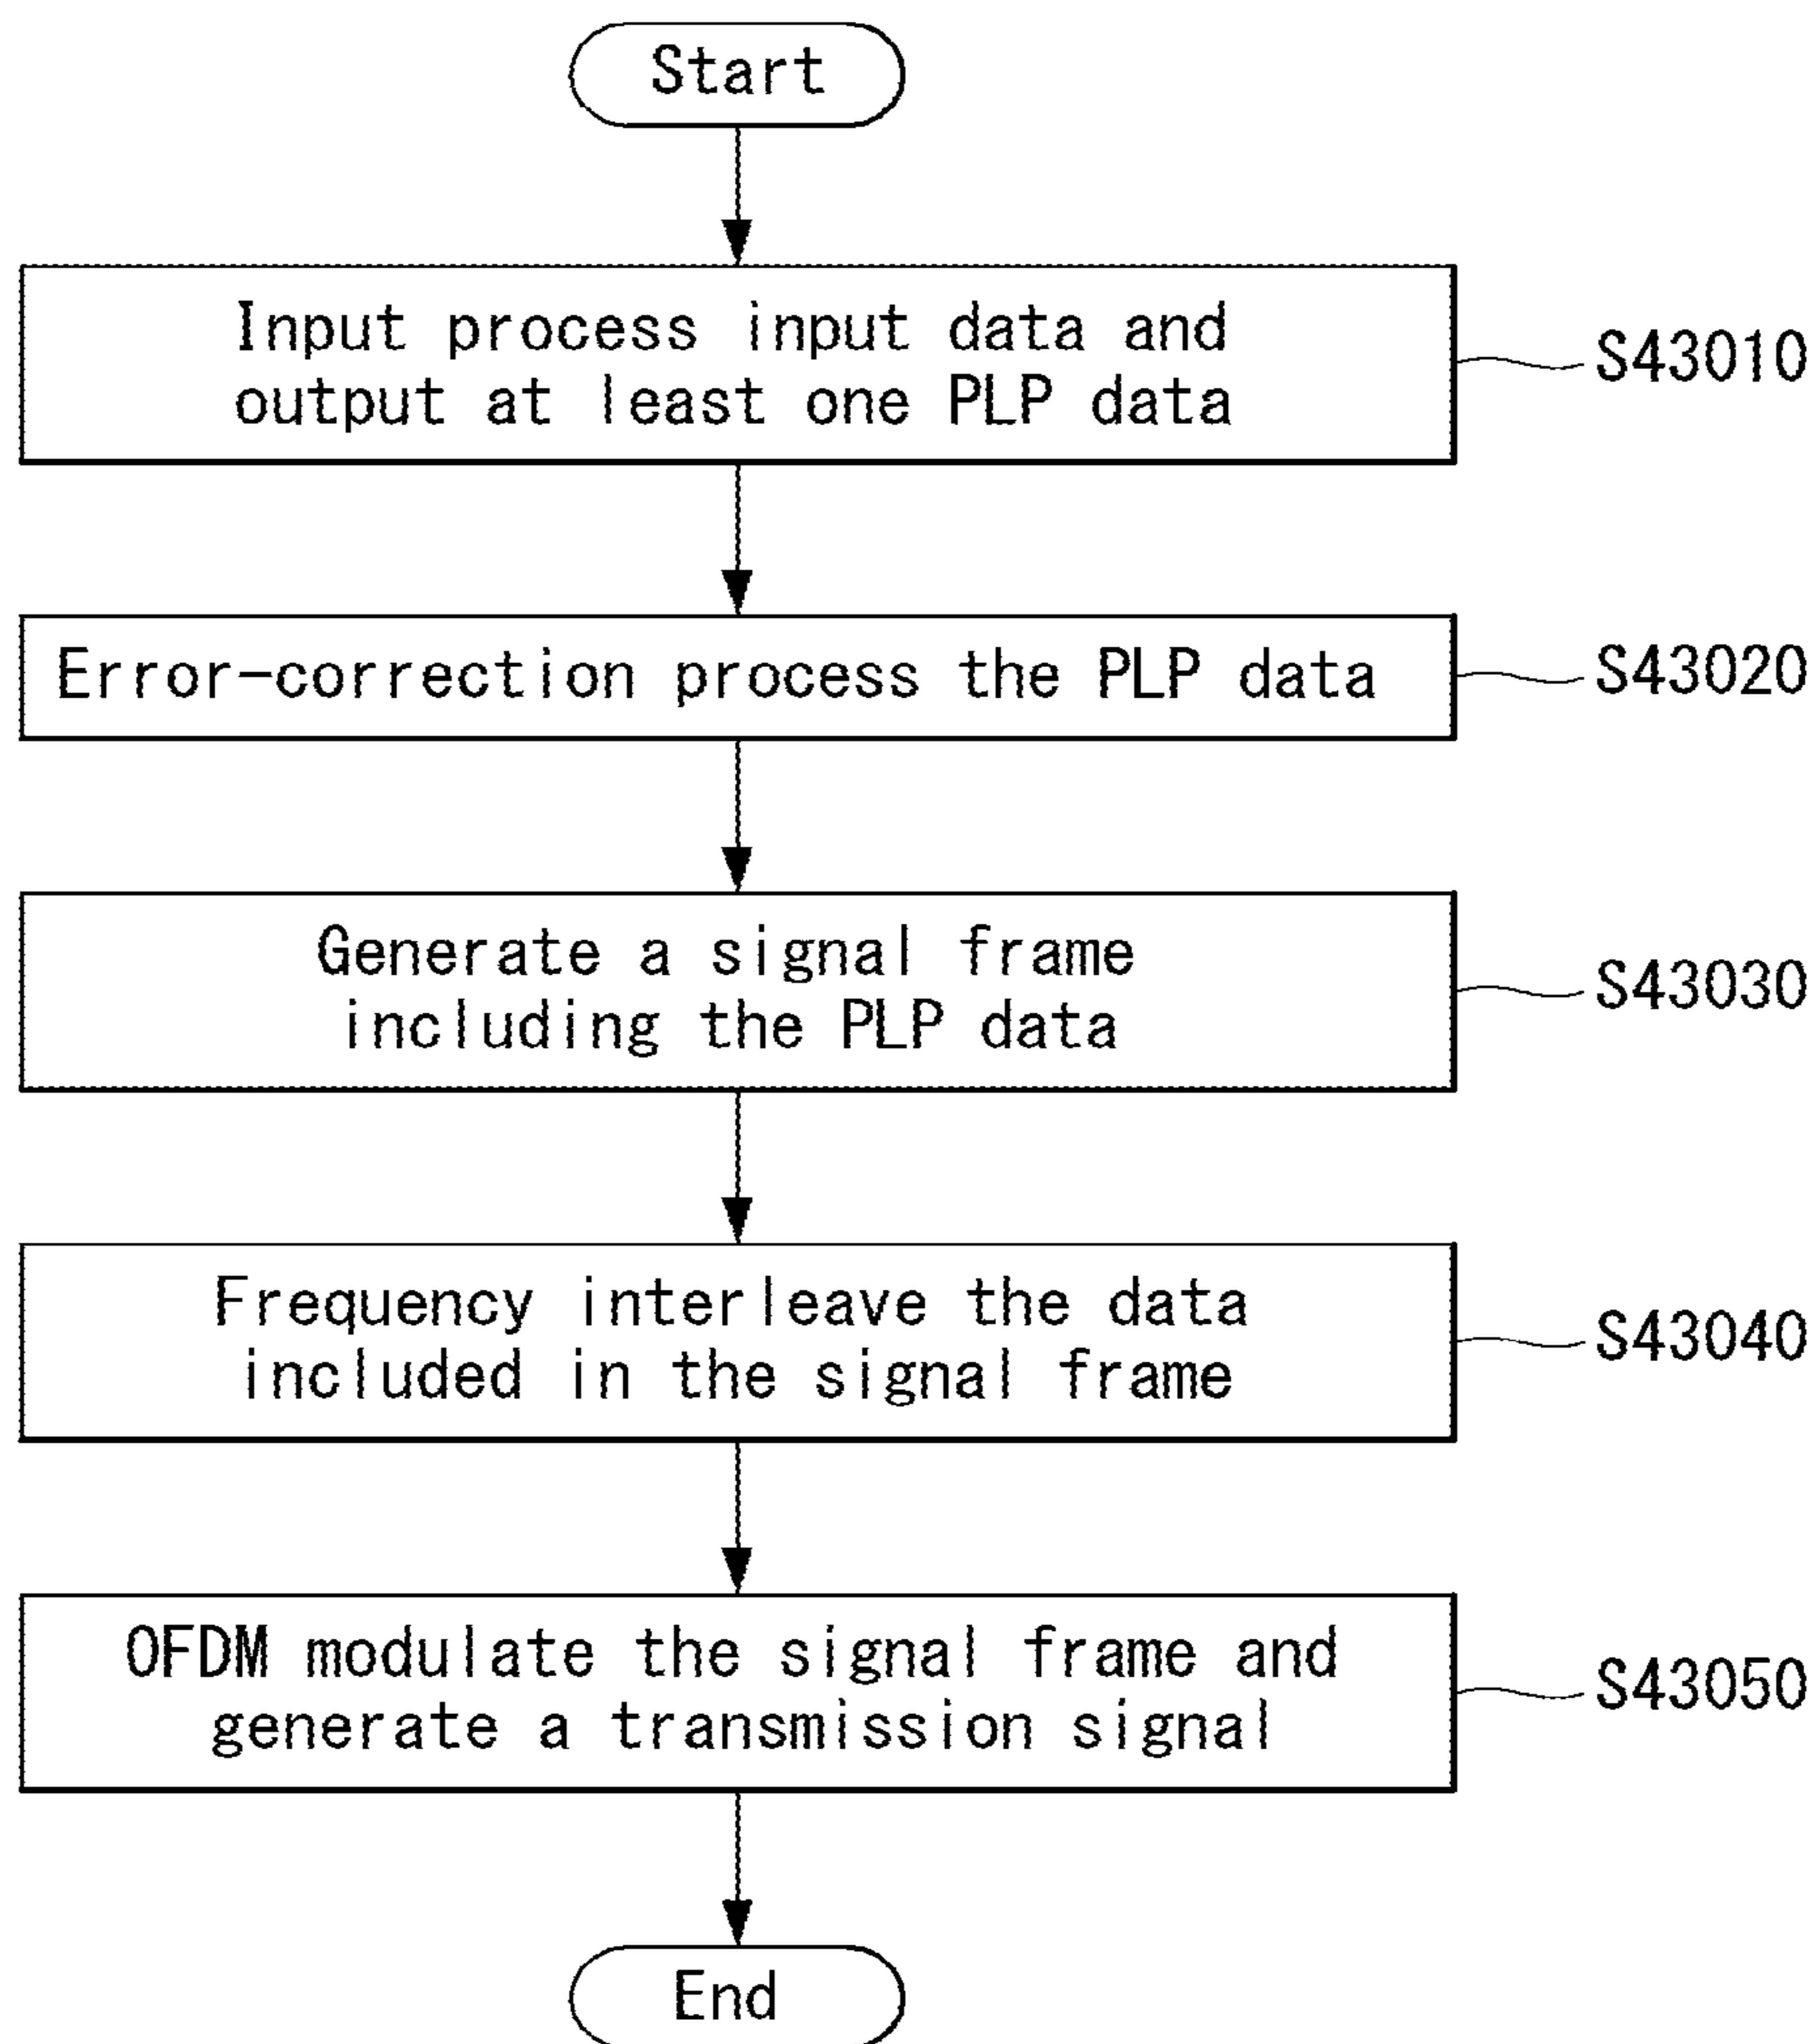 Start
Input process input data and
output at least one PLP data
S43010
Error-correction process the PLP data
S43020
Generate a signal frame
including the PLP data
S43030
Frequency interleave the data
included in the signal frame
S43040
OFDM modulate the signal frame and
generate a transmission signal
S43050
End